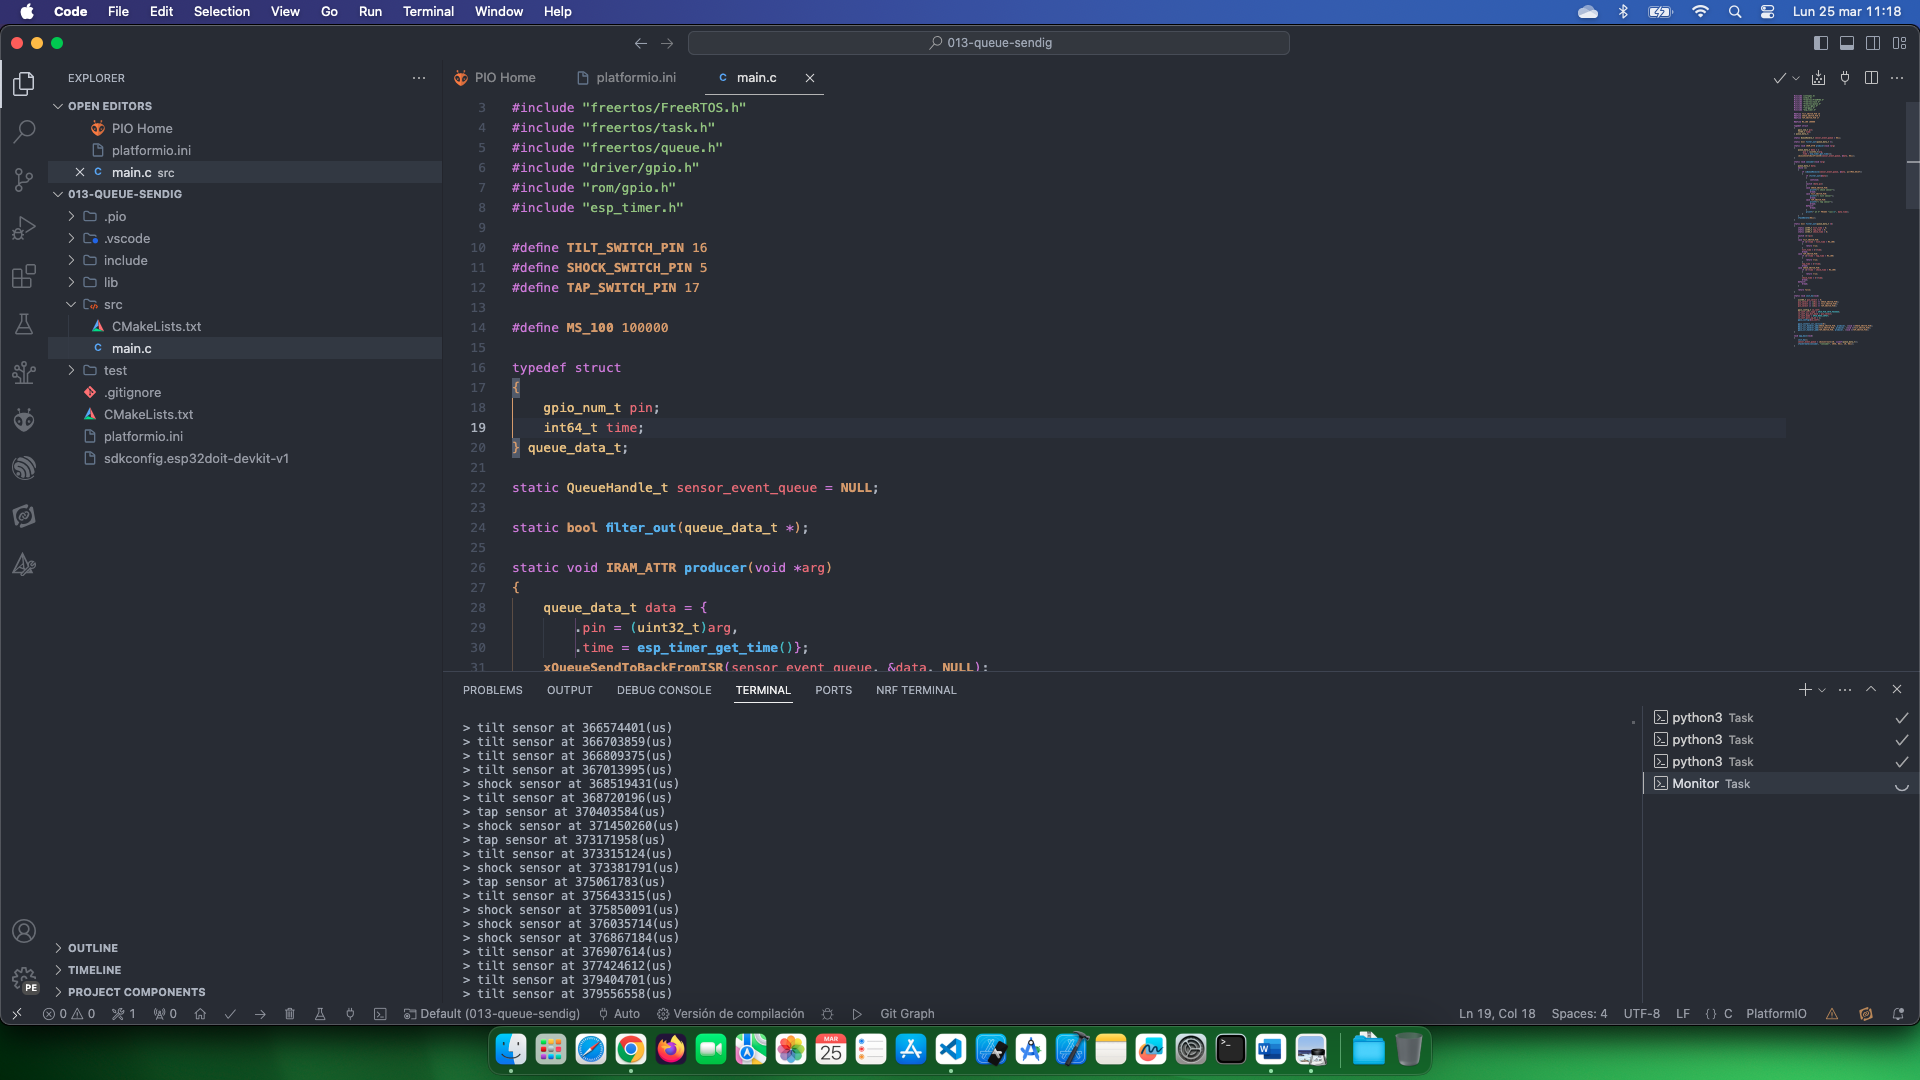 Code File Edit Selection View Go Run Terminal Window Help Lun 25 mar 11:18
013-queue-sendig
EXPLORER
OPEN EDITORS
PIO Home
platformio.ini
main.c src
013-QUEUE-SENDIG
.pio
.vscode
include
lib
src
CMakeLists.txt
main.c
test
.gitignore
CMakeLists.txt
platformio.ini
sdkconfig.esp32doit-devkit-v1
OUTLINE
TIMELINE
PROJECT COMPONENTS
PIO Home platformio.ini main.c
3 #include "freertos/FreeRTOS.h"
4 #include "freertos/task.h"
5 #include "freertos/queue.h"
6 #include "driver/gpio.h"
7 #include "rom/gpio.h"
8 #include "esp_timer.h"
9
10 #define TILT_SWITCH_PIN 16
11 #define SHOCK_SWITCH_PIN 5
12 #define TAP_SWITCH_PIN 17
13
14 #define MS_100 100000
15
16 typedef struct
17 {
18 gpio_num_t pin;
19 int64_t time;
20 } queue_data_t;
21
22 static QueueHandle_t sensor_event_queue = NULL;
23
24 static bool filter_out(queue_data_t *);
25
26 static void IRAM_ATTR producer(void *arg)
27 {
28 queue_data_t data = {
29 .pin = (uint32_t)arg,
30 .time = esp_timer_get_time()};
31 xQueueSendToBackFromISR(sensor_event_queue, &data, NULL);
PROBLEMS OUTPUT DEBUG CONSOLE TERMINAL PORTS NRF TERMINAL
> tilt sensor at 366574401(us)
> tilt sensor at 366703859(us)
> tilt sensor at 366809375(us)
> tilt sensor at 367013995(us)
> shock sensor at 368519431(us)
> tilt sensor at 368720196(us)
> tap sensor at 370403584(us)
> shock sensor at 371450260(us)
> tap sensor at 373171958(us)
> tilt sensor at 373315124(us)
> shock sensor at 373381791(us)
> tap sensor at 375061783(us)
> tilt sensor at 375643315(us)
> shock sensor at 375850091(us)
> shock sensor at 376035714(us)
> shock sensor at 376867184(us)
> tilt sensor at 376907614(us)
> tilt sensor at 377424612(us)
> tilt sensor at 379404701(us)
> tilt sensor at 379556558(us)
python3 Task
python3 Task
python3 Task
Monitor Task
PE
0 0 1 0 Default (013-queue-sendig) Auto Versión de compilación Git Graph Ln 19, Col 18 Spaces: 4 UTF-8 LF {} C PlatformIO
MAR
25